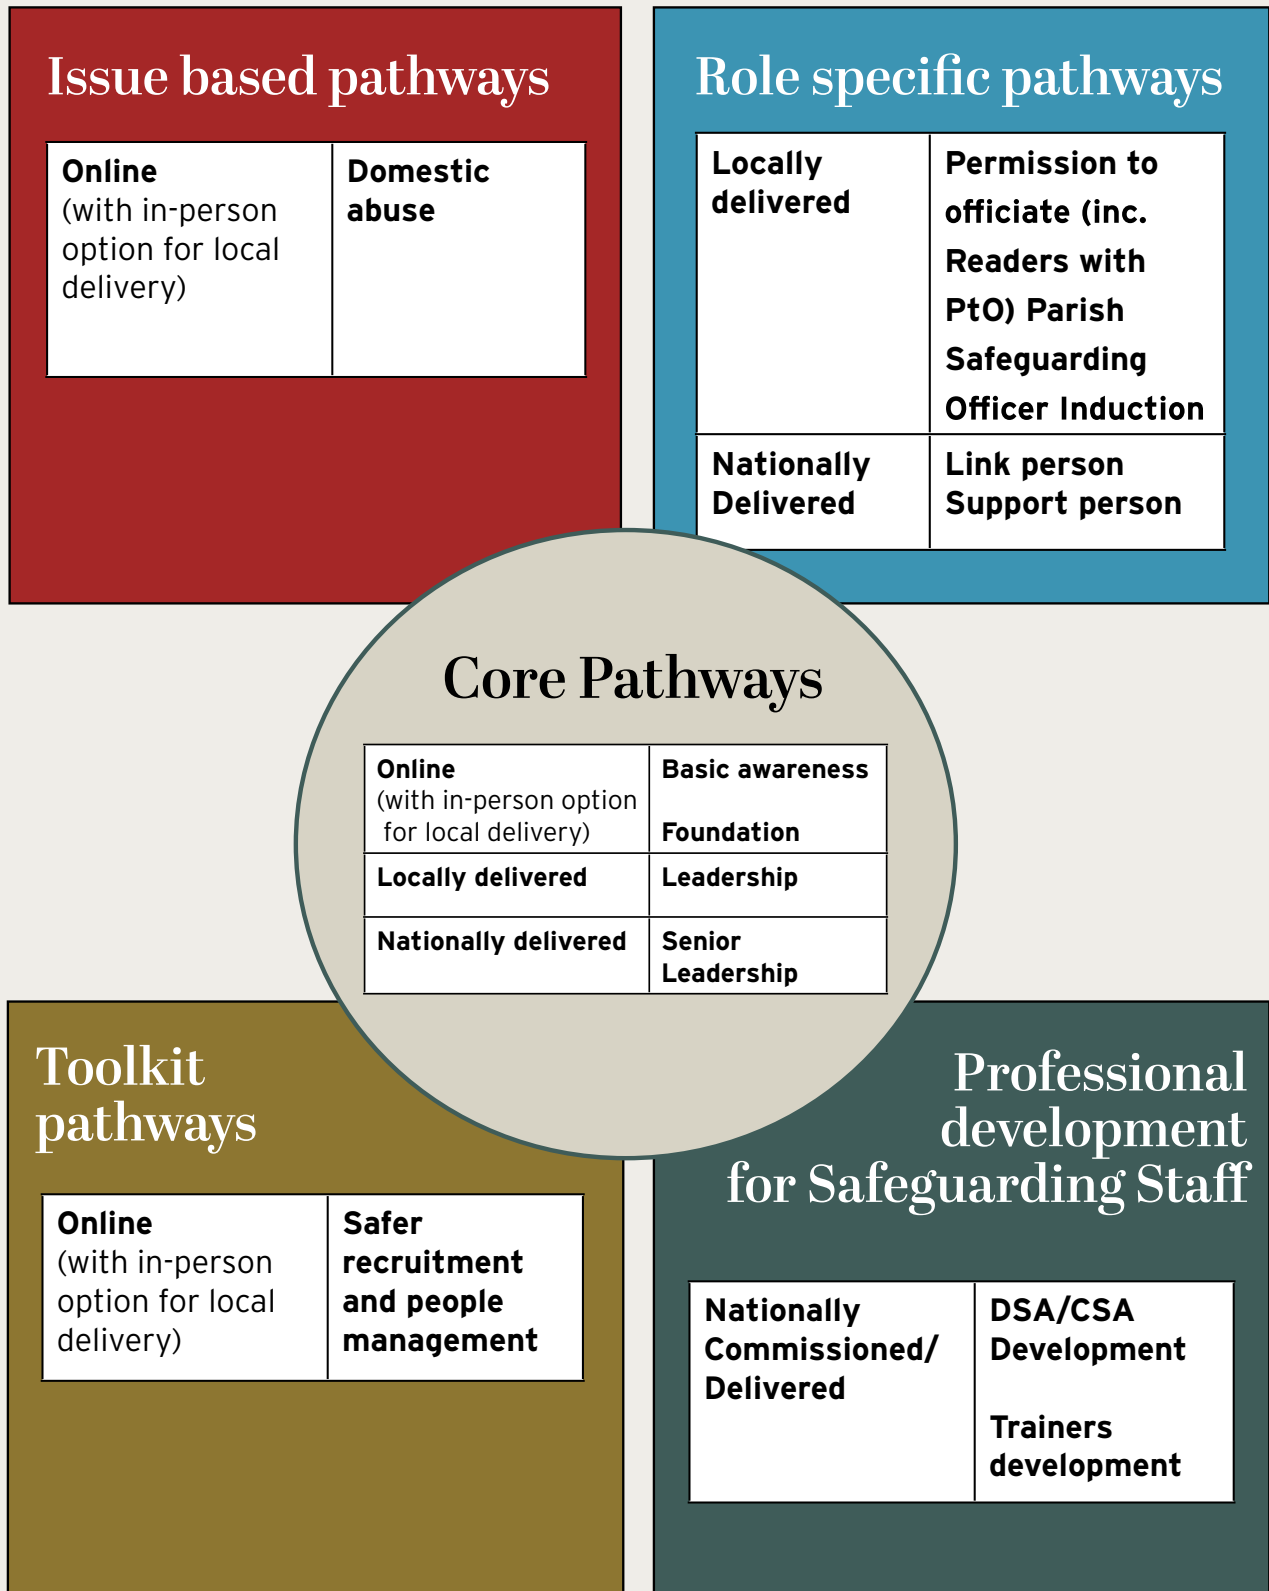 Issue based pathways
Online
(with in-person
option for local
delivery)
Domestic
abuse
Role specific pathways
Locally
delivered
Permission to
officiate (inc.
Readers with
PtO) Parish
Safeguarding
Officer Induction
Nationally
Delivered
Link person
Support person
Core Pathways
Online
(with in-person option
for local delivery)
Basic awareness
Foundation
Locally delivered
Leadership
Nationally delivered
Senior
Leadership
Toolkit
pathways
Online
(with in-person
option for local
delivery)
Safer
recruitment
and people
management
Professional
development
for Safeguarding Staff
Nationally
Commissioned/
Delivered
DSA/CSA
Development
Trainers
development